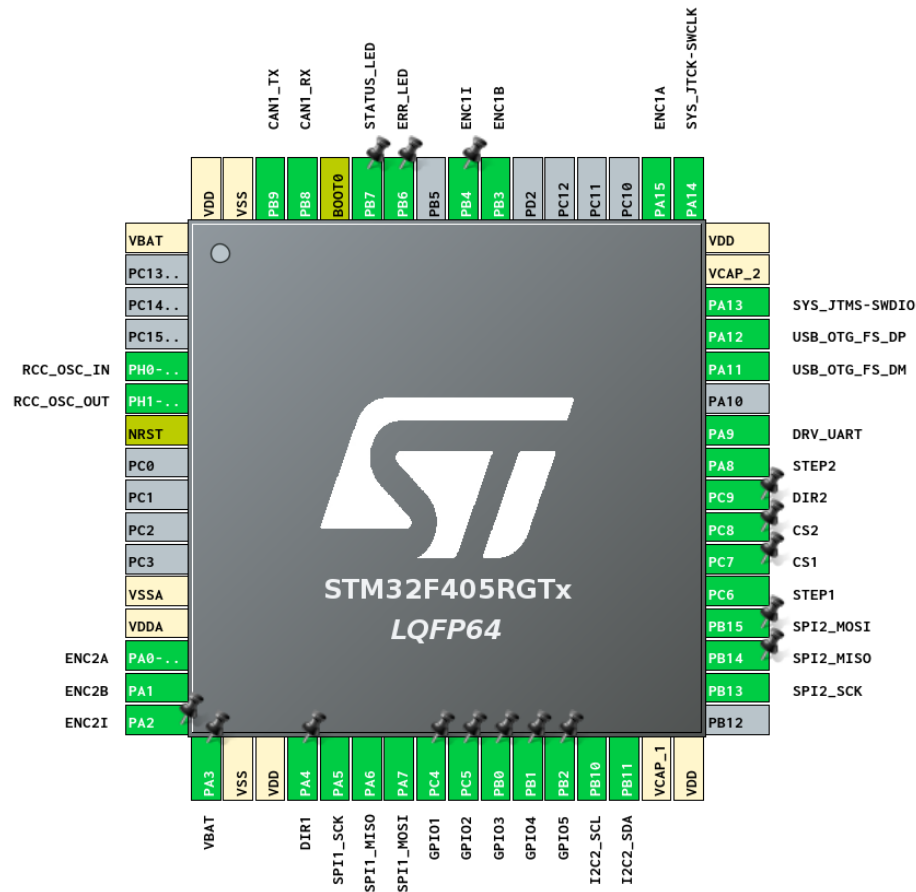 CAN1_TX
CAN1_RX
STATUS_LED
ERR_LED
ENC1I
ENC1B
ENC1A
SYS_JTCK-SWCLK
VDD
VSS
PB9
PB8
BOOT0
PB7
PB6
PB5
PB4
PB3
PD2
PC12
PC11
PC10
PA15
PA14
VBAT
PC13..
PC14..
PC15..
RCC_OSC_IN PH0-..
RCC_OSC_OUT PH1-..
NRST
PC0
PC1
PC2
PC3
VSSA
VDDA
ENC2A PA0-..
ENC2B PA1
ENC2I PA2
STM32F405RGTx
LQFP64
VDD
VCAP_2
PA13 SYS_JTMS-SWDIO
PA12 USB_OTG_FS_DP
PA11 USB_OTG_FS_DM
PA10
PA9 DRV_UART
PA8 STEP2
PC9 DIR2
PC8 CS2
PC7 CS1
PC6 STEP1
PB15 SPI2_MOSI
PB14 SPI2_MISO
PB13 SPI2_SCK
PB12
PA3
VSS
VDD
PA4
PA5
PA6
PA7
PC4
PC5
PB0
PB1
PB2
PB10
PB11
VCAP_1
VDD
VBAT
DIR1
SPI1_SCK
SPI1_MISO
SPI1_MOSI
GPIO1
GPIO2
GPIO3
GPIO4
GPIO5
I2C2_SCL
I2C2_SDA